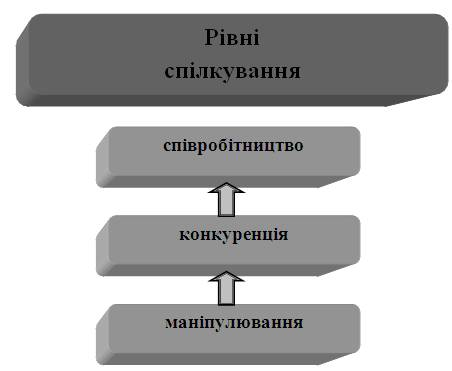 Рівні
спілкування
співробітництво
конкуренція
маніпулювання